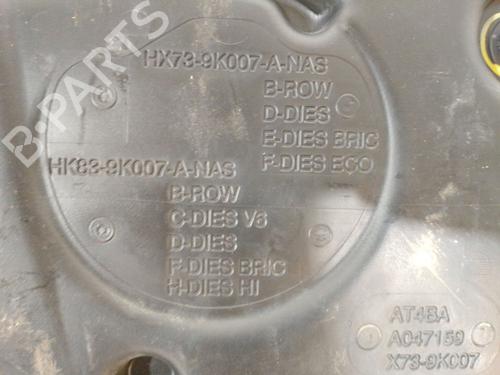 B-PARTS
HX73-9K007-A-NAS
B-ROW
D-DIES
E-DIES BRIC
F-DIES ECO
HK83-9K007-A-NAS
B-ROW
C-DIES V6
D-DIES
F-DIES BRIC
H-DIES HI
AT4BA
A047159
X73-9K007